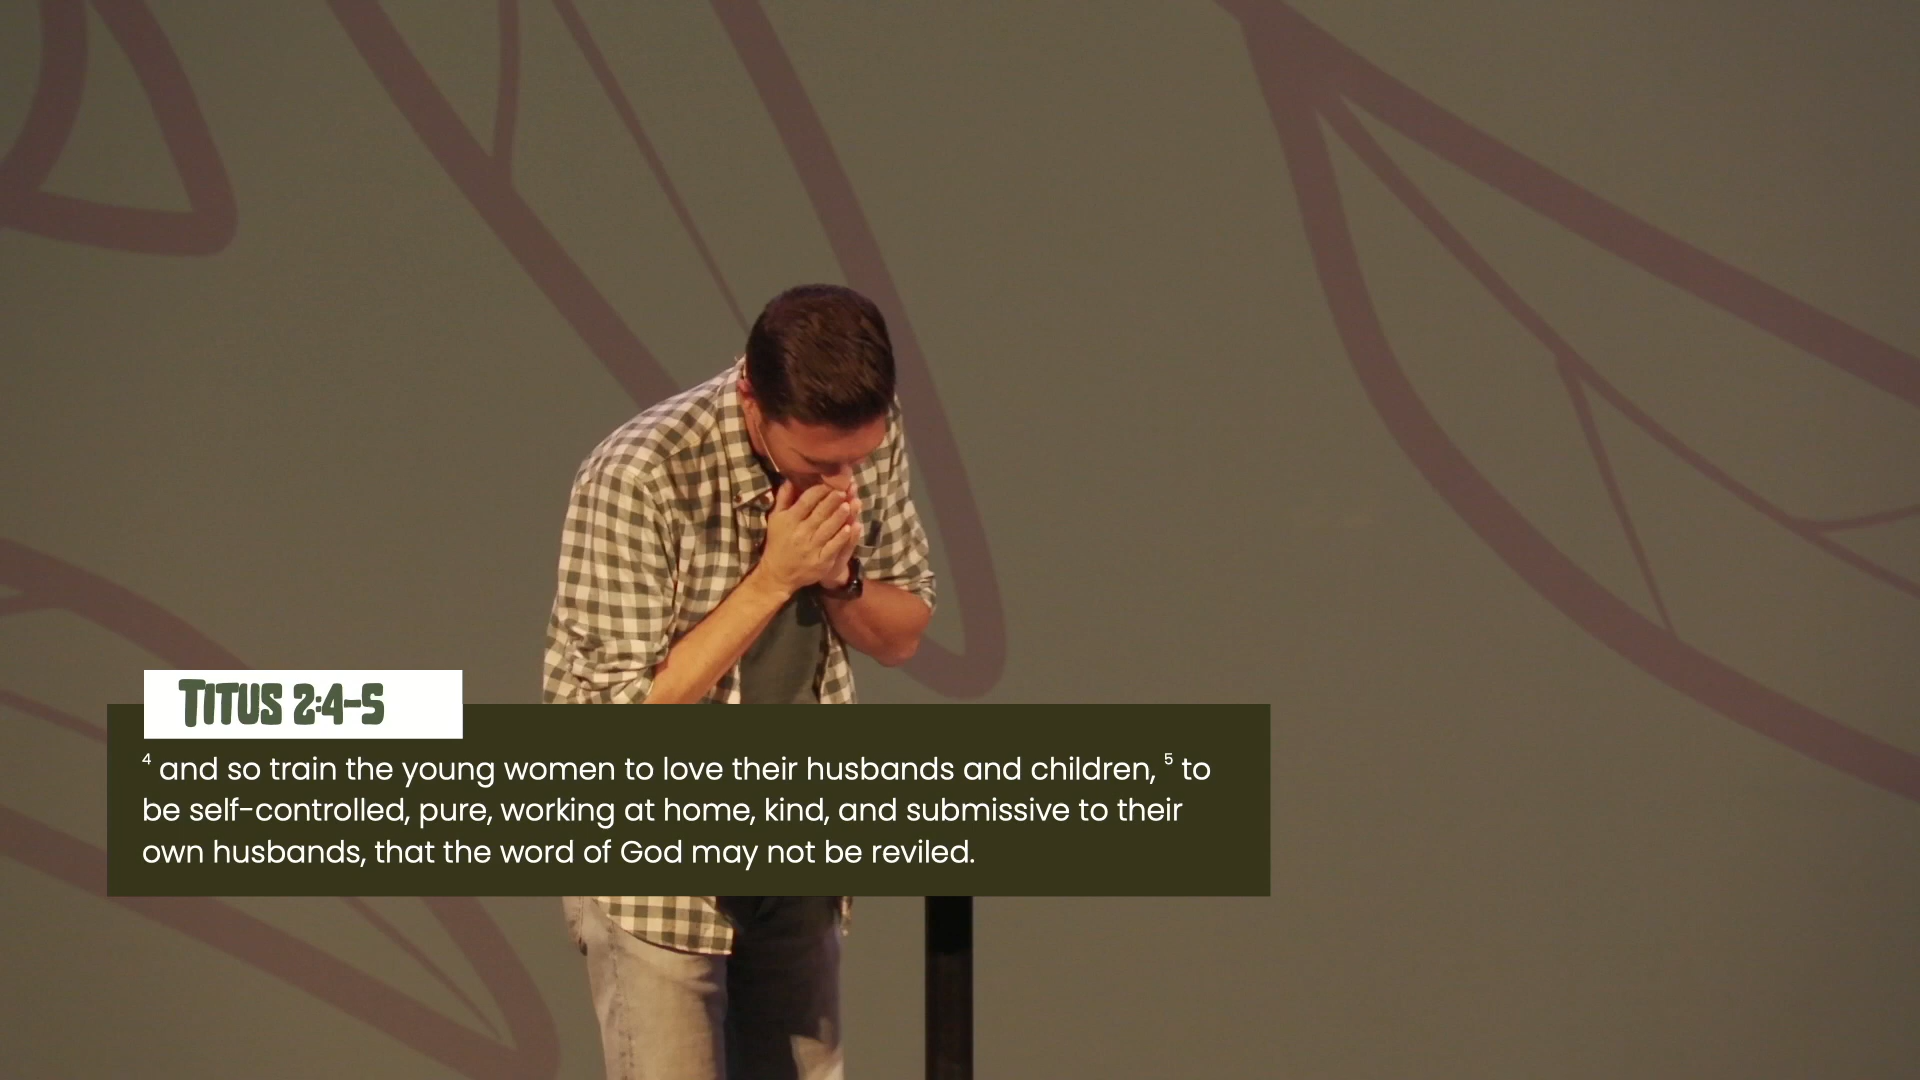 TITUS 2:4-5
4 and so train the young women to love their husbands and children, 5 to
be self-controlled, pure, working at home, kind, and submissive to their
own husbands, that the word of God may not be reviled.